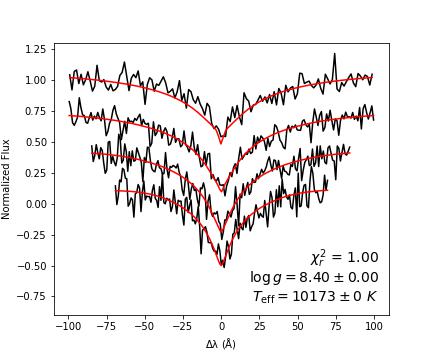 1.25
1.00
0.75
0.50
0.25
0.00
−0.25
−0.50
−0.75
Normalized Flux
χ²ᵣ = 1.00
log g = 8.40 ± 0.00
T_eff = 10173 ± 0 K
−100 −75 −50 −25 0 25 50 75 100
Δλ (Å)